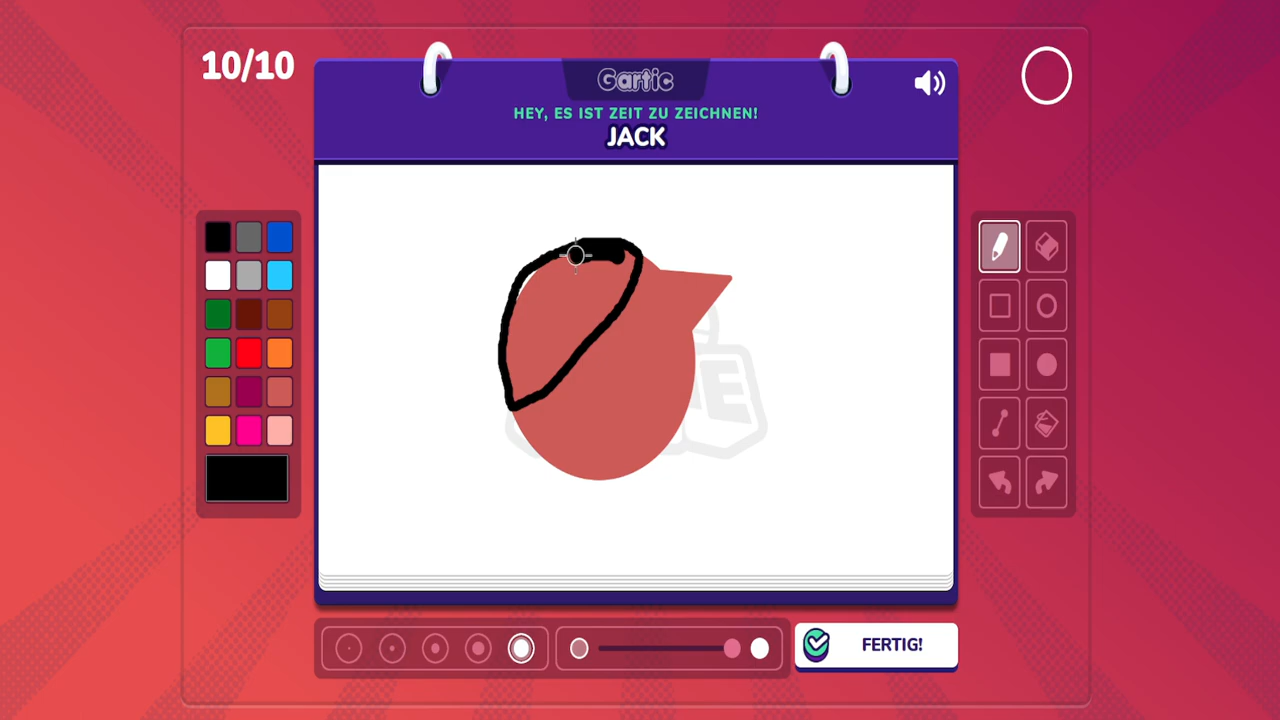 10/10
Gartic
HEY, ES IST ZEIT ZU ZEICHNEN!
JACK
FERTIG!